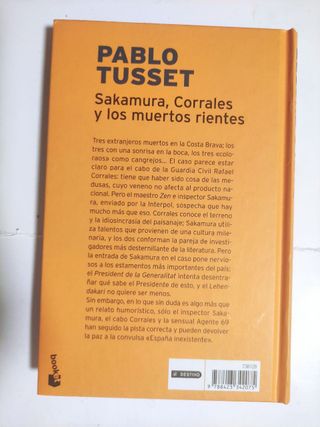 PABLO
TUSSET
Sakamura, Corrales
y los muertos rientes
Tres extranjeros muertos en la Costa Brava; los
tres con una sonrisa en la boca, los tres «colo-
raos» como cangrejos... El caso parece estar
claro para el cabo de la Guardia Civil Rafael
Corrales: tiene que haber sido cosa de las me-
dusas, cuyo veneno no afecta al producto na-
cional. Pero el maestro Zen e inspector Sakamu-
ra, enviado por la Interpol, sospecha que hay
mucho más que eso. Corrales conoce el terreno
y la idiosincrasia del paisanaje; Sakamura utili-
za talentos que provienen de una cultura mile-
naria, y los dos conforman la pareja de investi-
gadores más desternillante de la literatura. Pero
la entrada de Sakamura en el caso pone nervio-
sos a los estamentos más importantes del país:
el President de la Generalitat intenta desentra-
ñar qué sabe el Presidente de esto, y el Lehen-
dakari no quiere ser menos.
Sin embargo, en lo que sin duda es algo más que
un relato humorístico, sólo el inspector Sakamu-
ra, el cabo Corrales y la sensual Agente 69
han seguido la pista correcta y pueden devolver
la paz a la convulsa «España inexistente».
booket
DESTINO
9788423342075